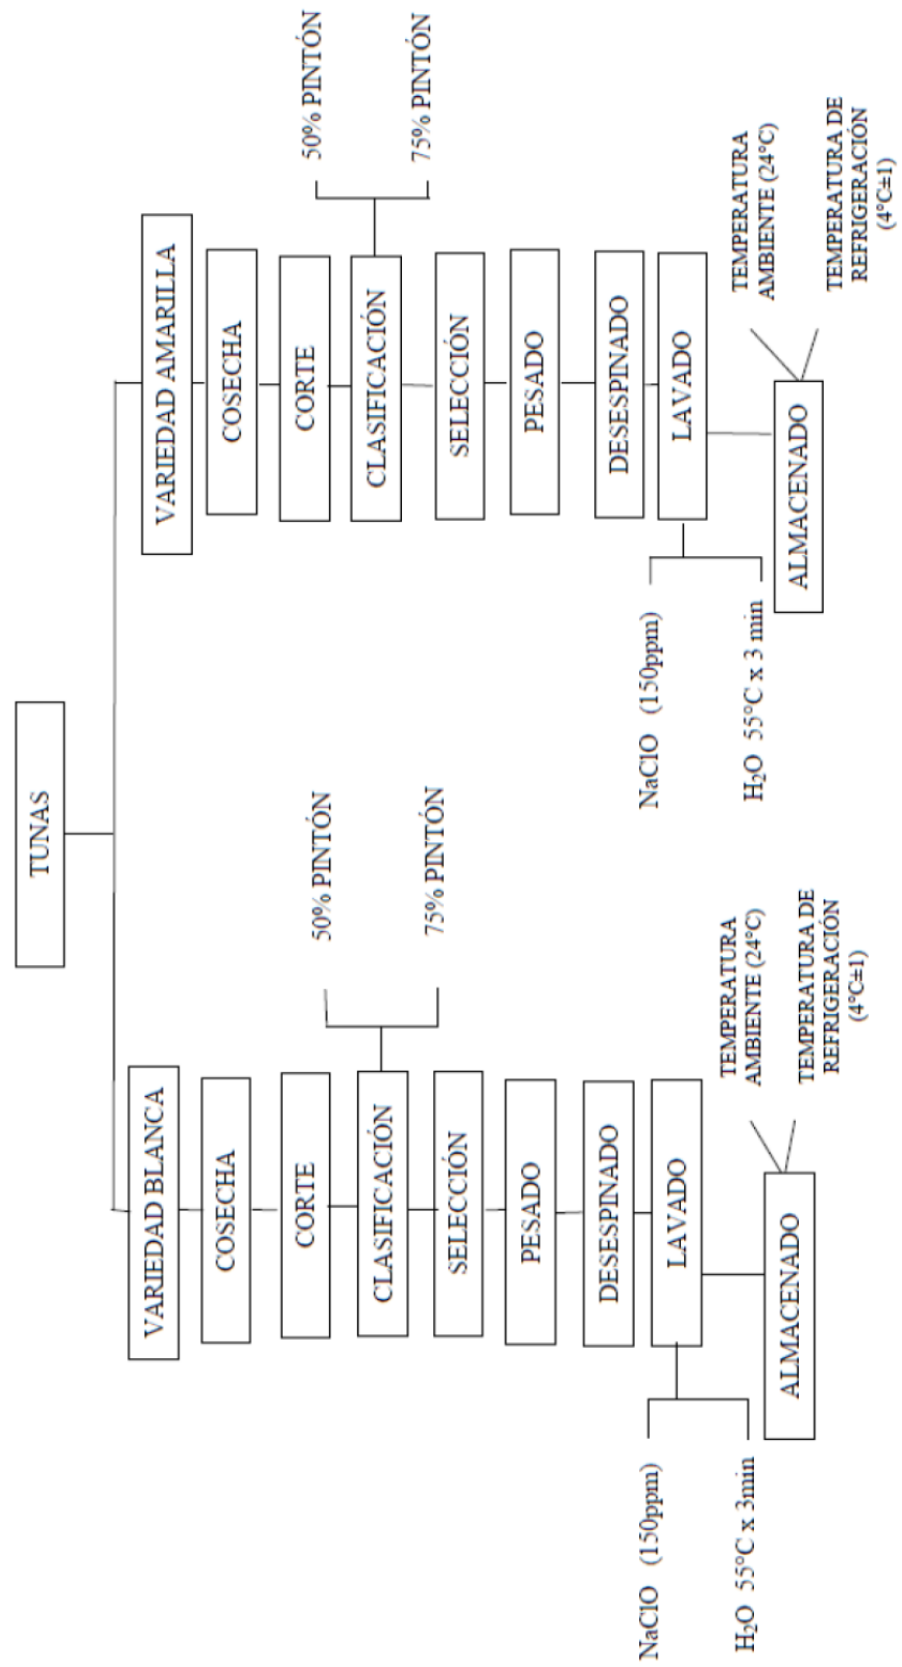 TUNAS
VARIEDAD BLANCA
COSECHA
CORTE
CLASIFICACIÓN
50% PINTÓN
75% PINTÓN
SELECCIÓN
PESADO
DESESPINADO
LAVADO
NaClO (150ppm)
H₂O 55°C x 3min
ALMACENADO
TEMPERATURA
AMBIENTE (24°C)
TEMPERATURA DE
REFRIGERACIÓN
(4°C±1)
VARIEDAD AMARILLA
COSECHA
CORTE
CLASIFICACIÓN
50% PINTÓN
75% PINTÓN
SELECCIÓN
PESADO
DESESPINADO
LAVADO
NaClO (150ppm)
H₂O 55°C x 3 min
ALMACENADO
TEMPERATURA
AMBIENTE (24°C)
TEMPERATURA DE
REFRIGERACIÓN
(4°C±1)